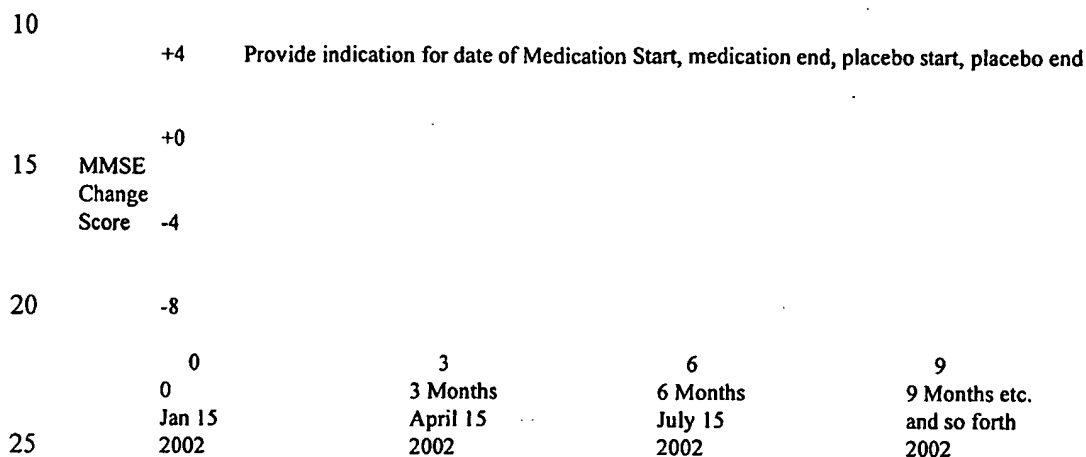 10
+4 Provide indication for date of Medication Start, medication end, placebo start, placebo end
+0
15 MMSE
Change
Score -4
20 -8
0 3 6 9
0 3 Months 6 Months 9 Months etc.
Jan 15 April 15 July 15 and so forth
25 2002 2002 2002 2002